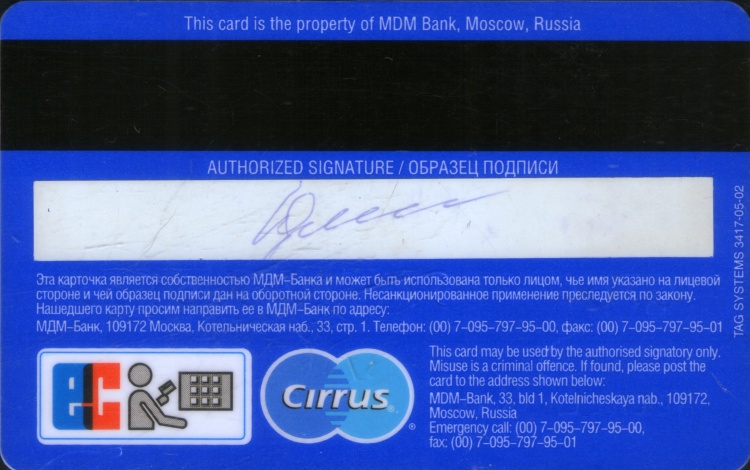 This card is the property of MDM Bank, Moscow, Russia
AUTHORIZED SIGNATURE / ОБРАЗЕЦ ПОДПИСИ
Эта карточка является собственностью МДМ–Банка и может быть использована только лицом, чье имя указано на лицевой
стороне и чей образец подписи дан на оборотной стороне. Несанкционированное применение преследуется по закону.
Нашедшего карту просим направить ее в МДМ–Банк по адресу:
МДМ–Банк, 109172 Москва, Котельническая наб., 33, стр. 1. Телефон: (00) 7–095–797–95–00, факс: (00) 7–095–797–95–01
TAG SYSTEMS 3417-05-02
ec
Cirrus
®
This card may be used by the authorised signatory only.
Misuse is a criminal offence. If found, please post the
card to the address shown below:
MDM–Bank, 33, bld 1, Kotelnicheskaya nab., 109172,
Moscow, Russia
Emergency call: (00) 7–095–797–95–00,
fax: (00) 7–095–797–95–01